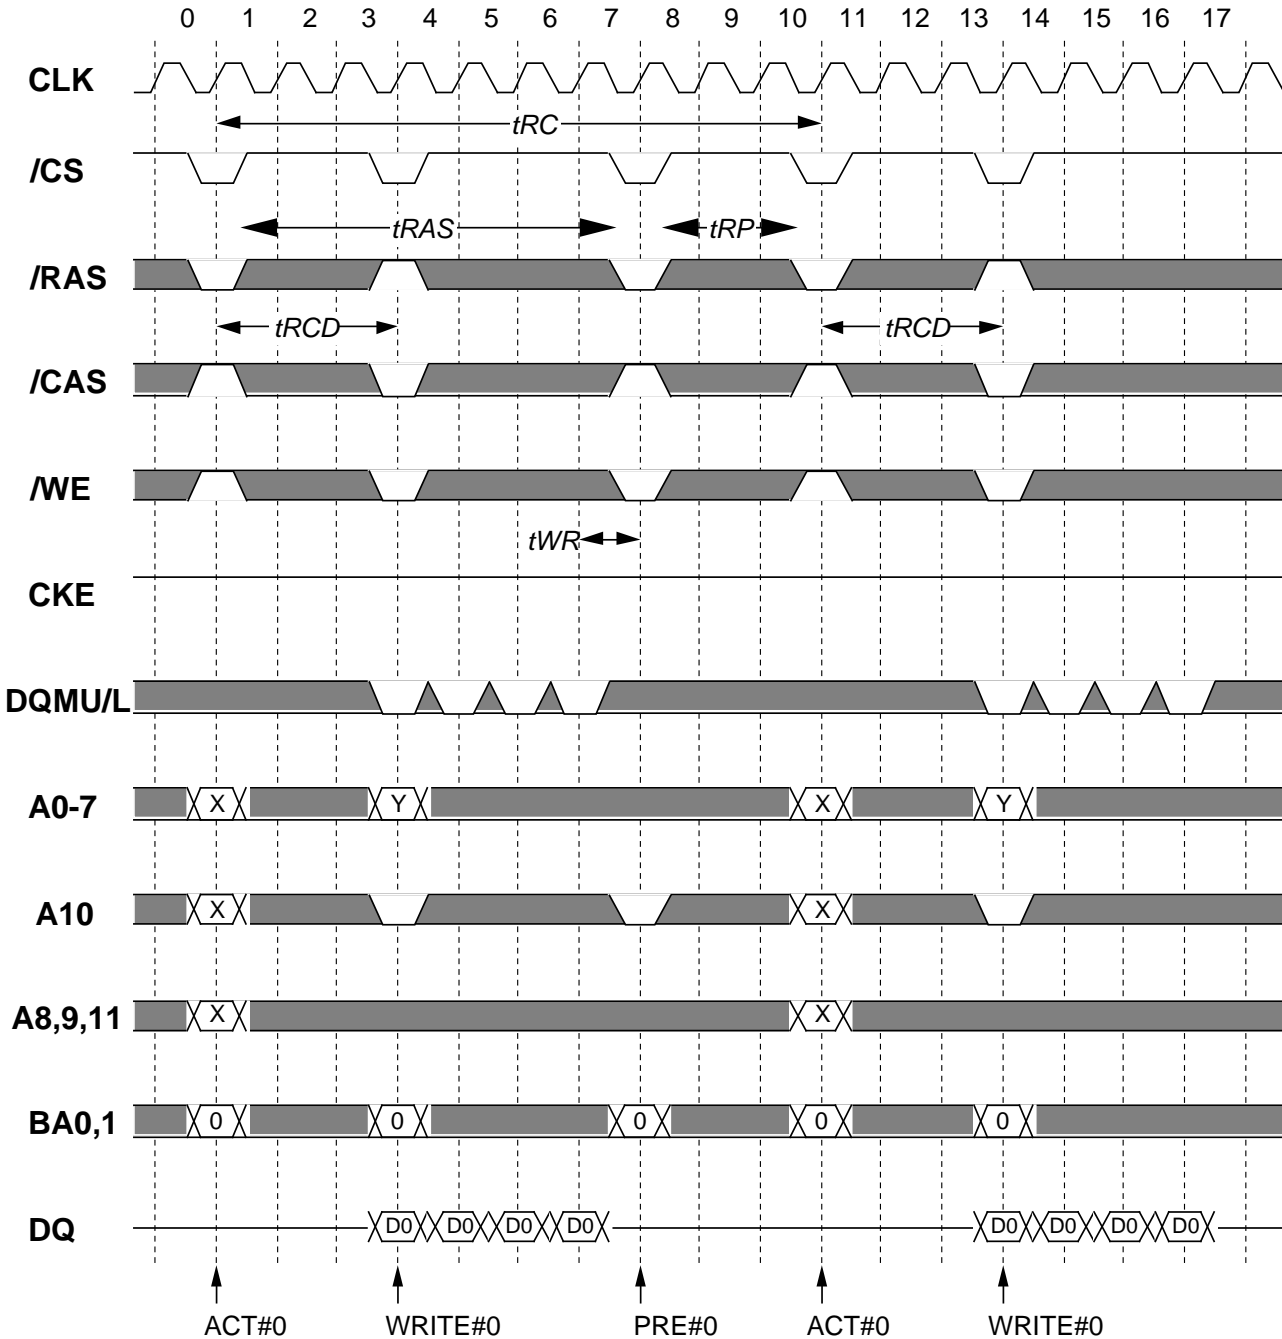 0 1 2 3 4 5 6 7 8 9 10 11 12 13 14 15 16 17
CLK
tRC
/CS
tRAS tRP
/RAS
tRCD tRCD
/CAS
/WE
tWR
CKE
DQMU/L
A0-7 X Y X Y
A10 X X
A8,9,11 X X
BA0,1 0 0 0 0 0
DQ D0 D0 D0 D0 D0 D0 D0 D0
ACT#0 WRITE#0 PRE#0 ACT#0 WRITE#0